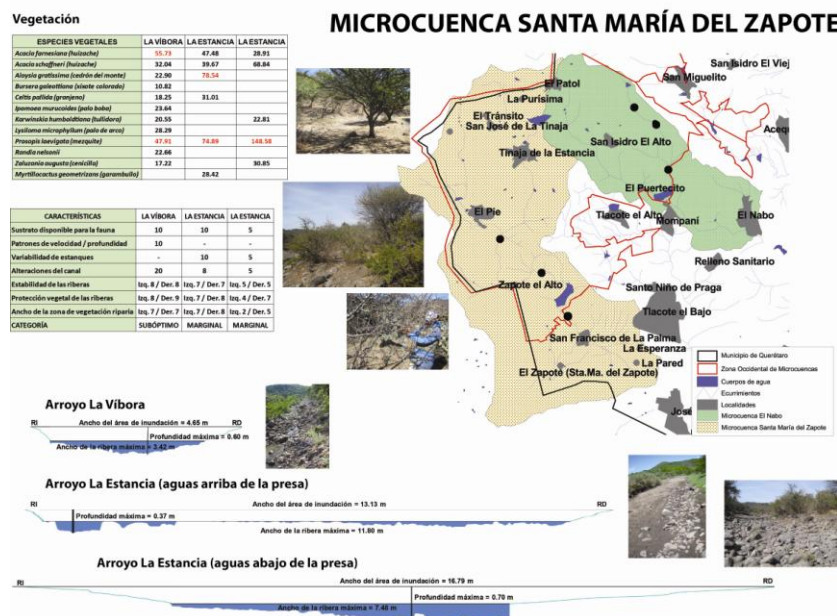 Vegetación
MICROCUENCA SANTA MARÍA DEL ZAPOTE
ESPECIES VEGETALES LA VÍBORA LA ESTANCIA LA ESTANCIA
Acacia farnesiana (huizache) 55.73 47.48 28.91
Acacia schaffneri (huizache) 32.04 39.67 68.84
Aloysia gratissima (cedrón del monte) 22.90 78.54
Bursera galeottiana (xixote colorado) 10.82
Celtis pallida (granjeno) 18.25 31.01
Ipomoea murucoides (palo bobo) 23.64
Karwinskia humboldtiana (tullidora) 20.55 22.81
Lysiloma microphyllum (palo de arco) 28.29
Prosopis laevigata (mezquite) 47.91 74.89 148.58
Randia nelsonii 22.66
Zaluzania augusta (cenicilla) 17.22 30.85
Myrtillocactus geometrizans (garambullo) 28.42
CARACTERÍSTICAS LA VÍBORA LA ESTANCIA LA ESTANCIA
Sustrato disponible para la fauna 10 10 5
Patrones de velocidad / profundidad 10 - -
Variabilidad de estanques - 10 5
Alteraciones del canal 20 8 5
Estabilidad de las riberas Izq. 8 / Der. 8 Izq. 7 / Der. 7 Izq. 5 / Der. 5
Protección vegetal de las riberas Izq. 8 / Der. 9 Izq. 7 / Der. 8 Izq. 4 / Der. 7
Ancho de la zona de vegetación riparia Izq. 7 / Der. 7 Izq. 7 / Der. 8 Izq. 2 / Der. 5
CATEGORÍA SUBÓPTIMO MARGINAL MARGINAL
San Isidro El Viej
San Miguelito
El Patol
La Purísima
El Tránsito
San José de La Tinaja
Aceq
San Isidro El Alto
Tinaja de la Estancia
El Puertecito
El Pie
Tlacote el Alto
Mompaní
El Nabo
Relleno Sanitario
Zapote el Alto
Santo Niño de Praga
Tlacote el Bajo
San Francisco de La Palma
La Esperanza
La Pared
El Zapote (Sta.Ma. del Zapote)
José
Municipio de Querétaro
Zona Occidental de Microcuencas
Cuerpos de agua
Ecurrimientos
Localidades
Microcuenca El Nabo
Microcuenca Santa María del Zapote
Arroyo La Víbora
RI Ancho del área de inundación = 4.65 m RD
Profundidad máxima = 0.60 m
Ancho de la ribera máxima = 3.42 m
Arroyo La Estancia (aguas arriba de la presa)
RI Ancho del área de inundación = 13.13 m RD
Profundidad máxima = 0.37 m
Ancho de la ribera máxima = 11.80 m
Arroyo La Estancia (aguas abajo de la presa)
RI Ancho del área de inundación = 16.79 m RD
Profundidad máxima = 0.70 m
Ancho de la ribera máxima = 7.48 m